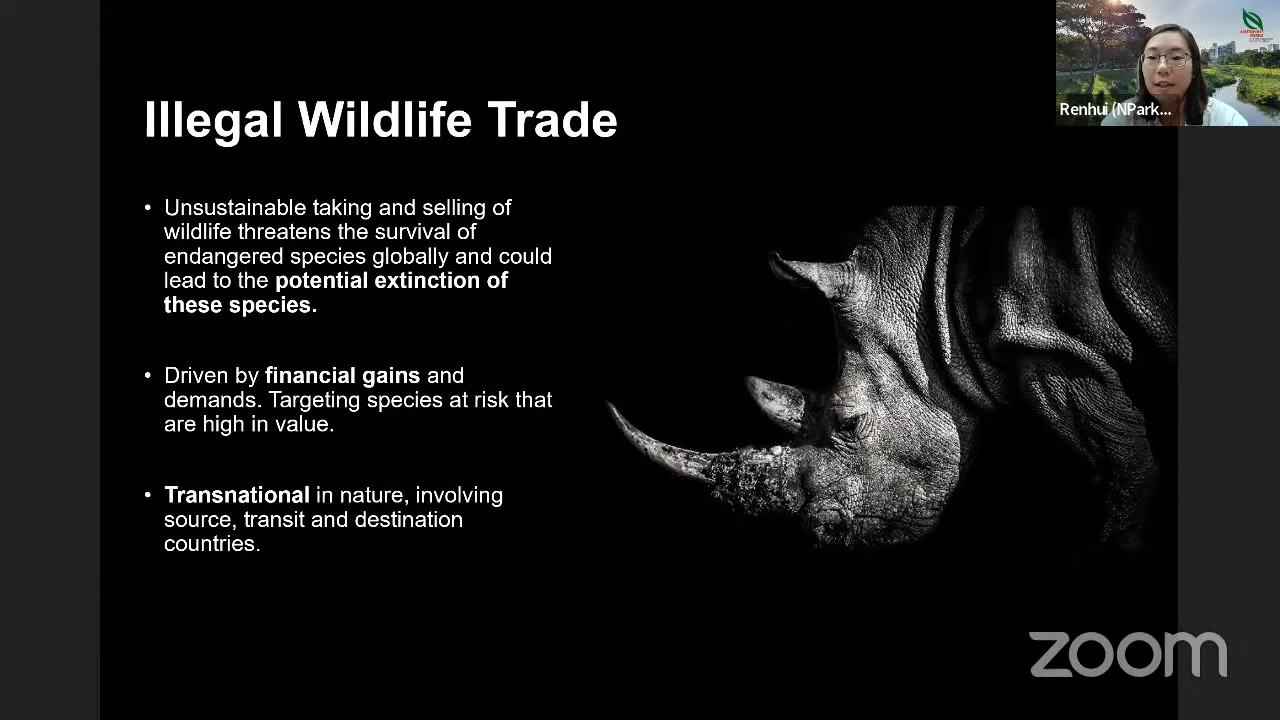 Illegal Wildlife Trade
• Unsustainable taking and selling of
wildlife threatens the survival of
endangered species globally and could
lead to the potential extinction of
these species.
• Driven by financial gains and
demands. Targeting species at risk that
are high in value.
• Transnational in nature, involving
source, transit and destination
countries.
Renhui (NPark...
zoom